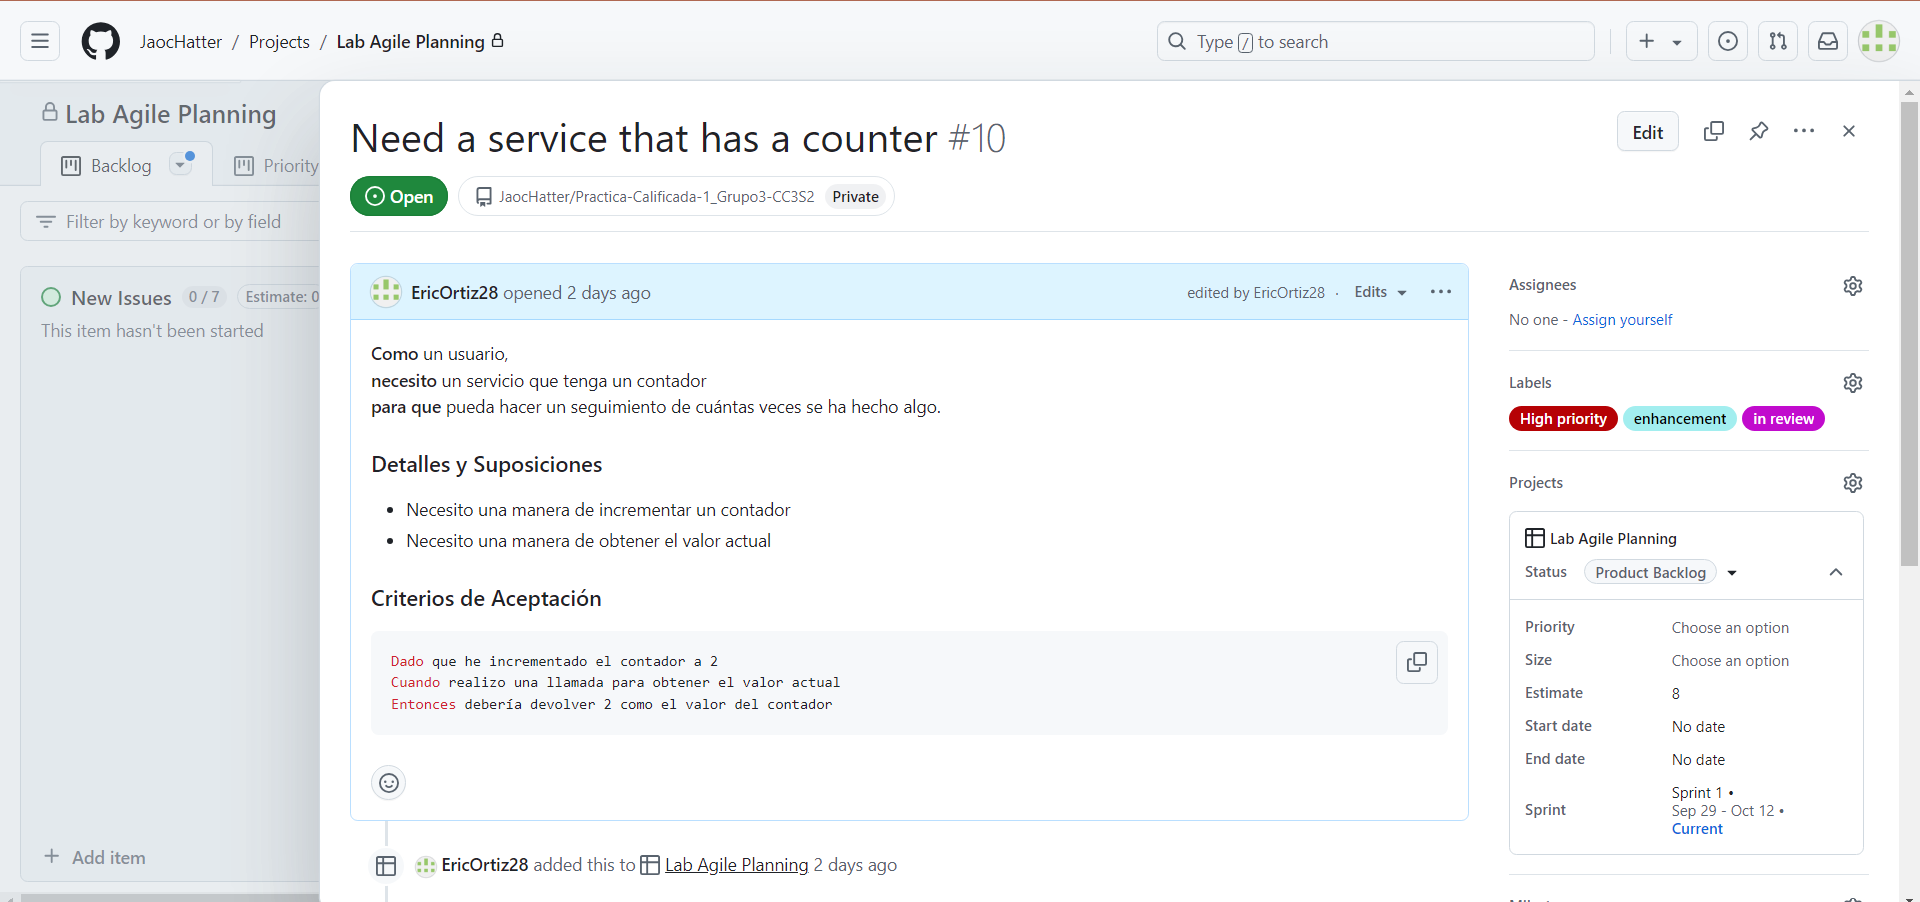 JaocHatter / Projects / Lab Agile Planning
Type / to search
Lab Agile Planning
Backlog
Priority
Filter by keyword or by field
New Issues 0 / 7 Estimate: 0
This item hasn't been started
Add item
Need a service that has a counter #10
Edit
Open
JaocHatter/Practica-Calificada-1_Grupo3-CC3S2 Private
EricOrtiz28 opened 2 days ago
edited by EricOrtiz28 · Edits
Como un usuario,
necesito un servicio que tenga un contador
para que pueda hacer un seguimiento de cuántas veces se ha hecho algo.
Detalles y Suposiciones
• Necesito una manera de incrementar un contador
• Necesito una manera de obtener el valor actual
Criterios de Aceptación
Dado que he incrementado el contador a 2
Cuando realizo una llamada para obtener el valor actual
Entonces debería devolver 2 como el valor del contador
EricOrtiz28 added this to Lab Agile Planning 2 days ago
Assignees
No one - Assign yourself
Labels
High priority enhancement in review
Projects
Lab Agile Planning
Status Product Backlog
Priority Choose an option
Size Choose an option
Estimate 8
Start date No date
End date No date
Sprint Sprint 1 •
Sep 29 - Oct 12 •
Current